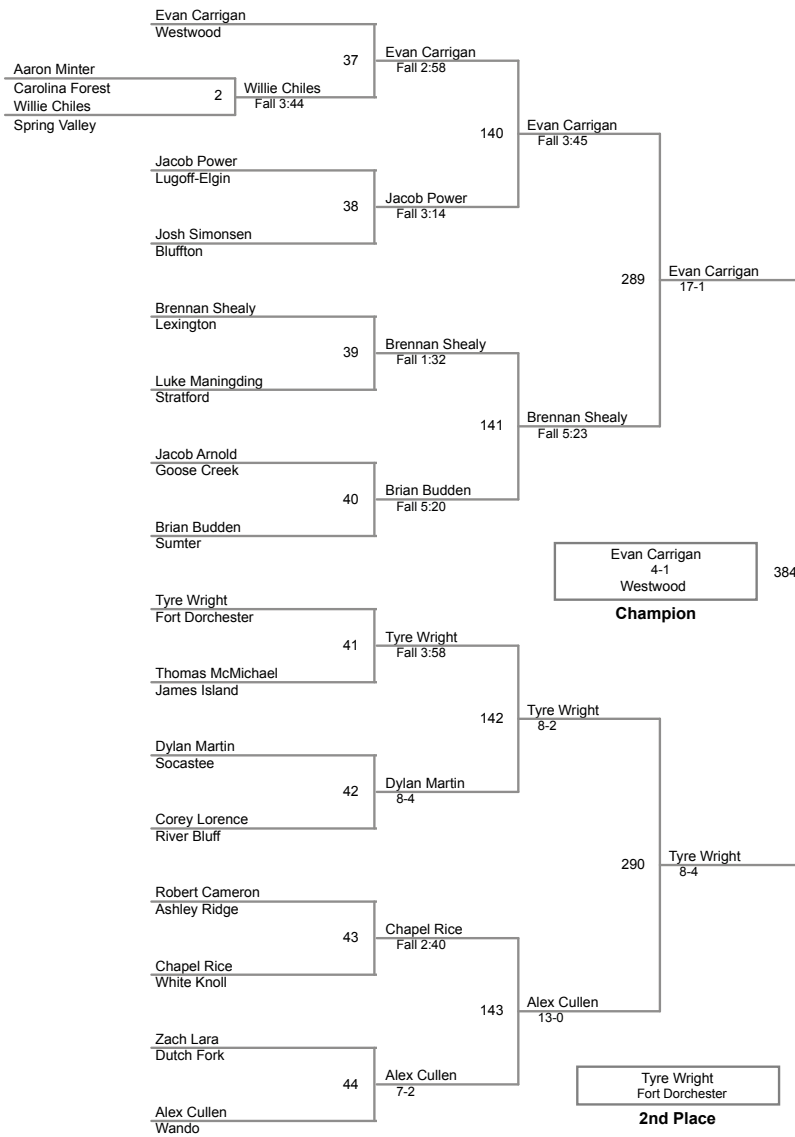 Evan Carrigan
Westwood
37
Evan Carrigan
Fall 2:58
Aaron Minter
Carolina Forest
2
Willie Chiles
Fall 3:44
Willie Chiles
Spring Valley
140
Evan Carrigan
Fall 3:45
Jacob Power
Lugoff-Elgin
38
Jacob Power
Fall 3:14
Josh Simonsen
Bluffton
289
Evan Carrigan
17-1
Brennan Shealy
Lexington
39
Brennan Shealy
Fall 1:32
Luke Maningding
Stratford
141
Brennan Shealy
Fall 5:23
Jacob Arnold
Goose Creek
40
Brian Budden
Fall 5:20
Brian Budden
Sumter
Evan Carrigan
4-1
Westwood
384
Champion
Tyre Wright
Fort Dorchester
41
Tyre Wright
Fall 3:58
Thomas McMichael
James Island
142
Tyre Wright
8-2
Dylan Martin
Socastee
42
Dylan Martin
8-4
Corey Lorence
River Bluff
290
Tyre Wright
8-4
Robert Cameron
Ashley Ridge
43
Chapel Rice
Fall 2:40
Chapel Rice
White Knoll
143
Alex Cullen
13-0
Zach Lara
Dutch Fork
44
Alex Cullen
7-2
Alex Cullen
Wando
Tyre Wright
Fort Dorchester
2nd Place